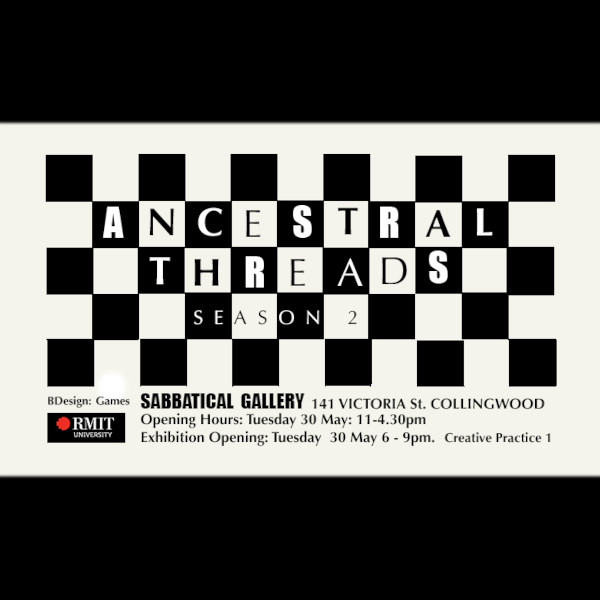 ANCESTRAL
THREADS
SEASON 2
BDesign: Games
SABBATICAL GALLERY 141 VICTORIA St. COLLINGWOOD
RMIT
UNIVERSITY
Opening Hours: Tuesday 30 May: 11-4.30pm
Exhibition Opening: Tuesday 30 May 6 - 9pm. Creative Practice 1